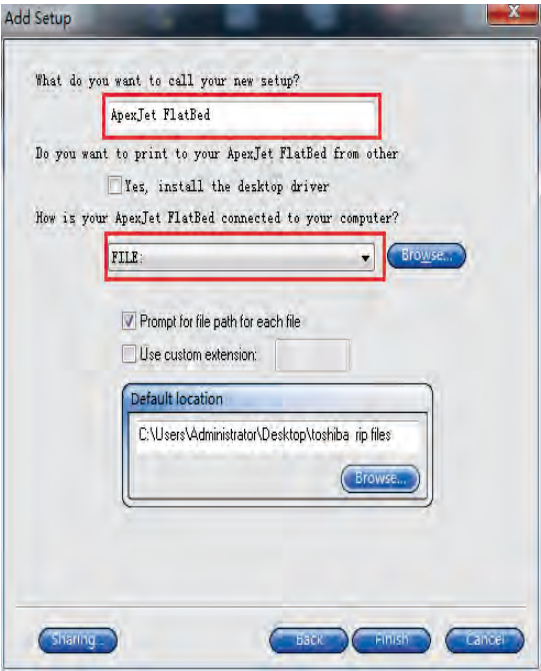 Add Setup
X
What do you want to call your new setup?
ApexJet FlatBed
Do you want to print to your ApexJet FlatBed from other
Yes, install the desktop driver
How is your ApexJet FlatBed connected to your computer?
FILE:
Browse...
Prompt for file path for each file
Use custom extension:
Default location
C:\Users\Administrator\Desktop\toshiba rip files
Browse...
Sharing...
Back
Finish
Cancel